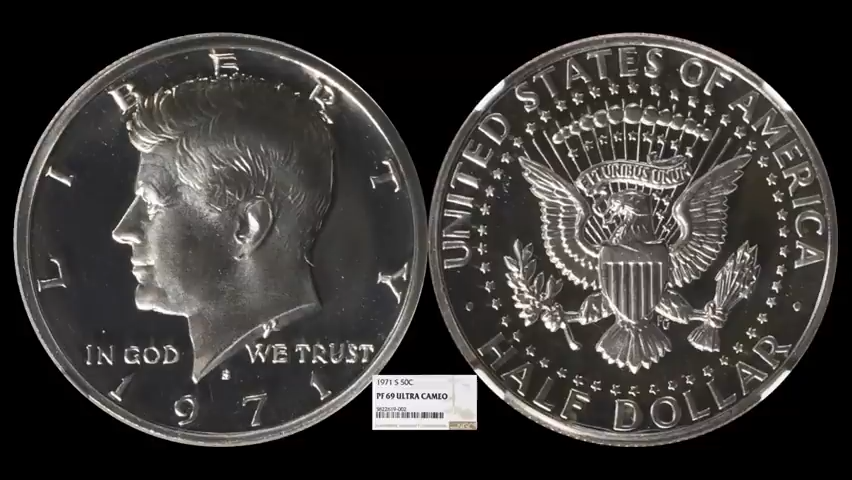 LIBERTY
IN GOD WE TRUST
S
1971
UNITED STATES OF AMERICA
E PLURIBUS UNUM
HALF DOLLAR
1971 S 50C
PF 69 ULTRA CAMEO
NGC